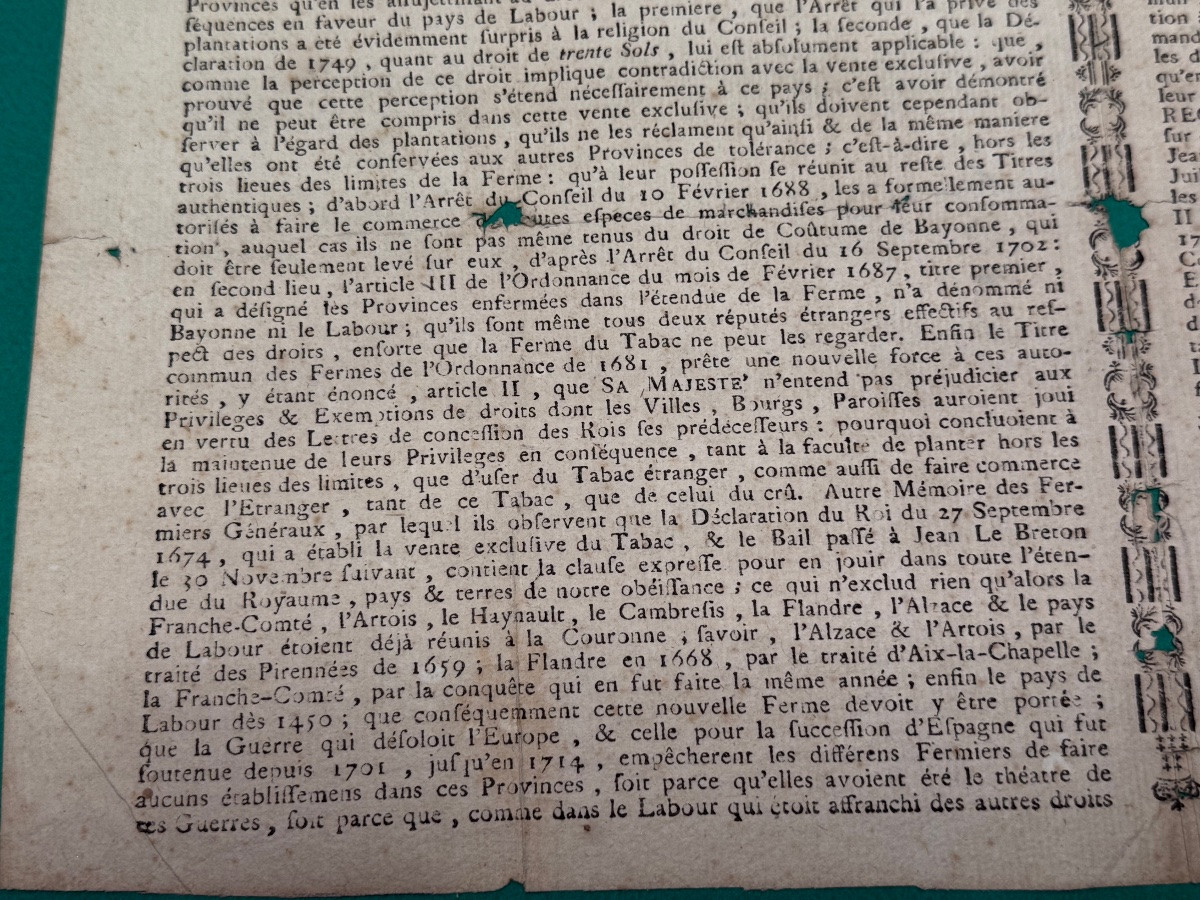 Provinces qu'en les assujettissant au
séquences en faveur du pays de Labour ; la premiere , que l'Arrêt qui l'a privé des
plantations a été évidemment surpris à la religion du Conseil ; la seconde , que la Dé-
claration de 1749 , quant au droit de trente Sols , lui est absolument applicable : que ,
comme la perception de ce droit implique contradiction avec la vente exclusive , avoir
prouvé que cette perception s'étend nécessairement à ce pays ; c'est avoir démontré
qu'il ne peut être compris dans cette vente exclusive ; qu'ils doivent cependant ob-
server à l'égard des plantations , qu'ils ne les réclament qu'ainsi & de la même maniere
qu'elles ont été conservées aux autres Provinces de tolérance ; c'est-à-dire , hors les
trois lieues des limites de la Ferme : qu'à leur possession se réunit au reste des Titres
authentiques ; d'abord l'Arrêt du Conseil du 10 Février 1688 , les a formellement au-
torisés à faire le commerce toutes especes de marchandises pour leur consomma-
tion , auquel cas ils ne sont pas même tenus du droit de Coûtume de Bayonne , qui
doit être seulement levé sur eux , d'après l'Arrêt du Conseil du 16 Septembre 1702 :
en second lieu , l'article III de l'Ordonnance du mois de Février 1687 , titre premier ,
qui a désigné les Provinces enfermées dans l'étendue de la Ferme , n'a dénommé ni
Bayonne ni le Labour ; qu'ils sont même tous deux réputés étrangers effectifs au res-
pect des droits , ensorte que la Ferme du Tabac ne peut les regarder. Enfin le Titre
commun des Fermes de l'Ordonnance de 1681 , prête une nouvelle force à ces auto-
rités , y étant énoncé , article II , que SA MAJESTE' n'entend pas préjudicier aux
Privileges & Exemptions de droits dont les Villes , Bourgs , Paroisses auroient joui
en vertu des Lettres de concession des Rois ses prédécesseurs : pourquoi concluoient à
la maintenue de leurs Privileges en conséquence , tant à la faculté de planter hors les
trois lieues des limites , que d'user du Tabac étranger , comme aussi de faire commerce
avec l'Etranger , tant de ce Tabac , que de celui du crû. Autre Mémoire des Fer-
miers Généraux , par lequel ils observent que la Déclaration du Roi du 27 Septembre
1674 , qui a établi la vente exclusive du Tabac , & le Bail passé à Jean Le Breton
le 30 Novembre suivant , contient la clause expresse pour en jouir dans toute l'éten-
due du Royaume , pays & terres de notre obéissance ; ce qui n'exclud rien qu'alors la
Franche-Comté , l'Artois , le Haynault , le Cambresis , la Flandre , l'Alzace & le pays
de Labour étoient déjà réunis à la Couronne ; savoir , l'Alzace & l'Artois , par le
traité des Pirennées de 1659 ; la Flandre en 1668 , par le traité d'Aix-la-Chapelle ;
la Franche-Comté , par la conquête qui en fut faite la même année ; enfin le pays de
Labour dès 1450 ; que conséquemment cette nouvelle Ferme devoit y être portée ;
que la Guerre qui désoloit l'Europe , & celle pour la succession d'Espagne qui fut
soutenue depuis 1701 , jusqu'en 1714 , empêcherent les différens Fermiers de faire
aucuns établissemens dans ces Provinces , soit parce qu'elles avoient été le théatre de
ces Guerres , soit parce que , comme dans le Labour qui étoit affranchi des autres droits
tion
mand
les d
qu'en
leur
REC
sur
Jean
Juil
les
II
17